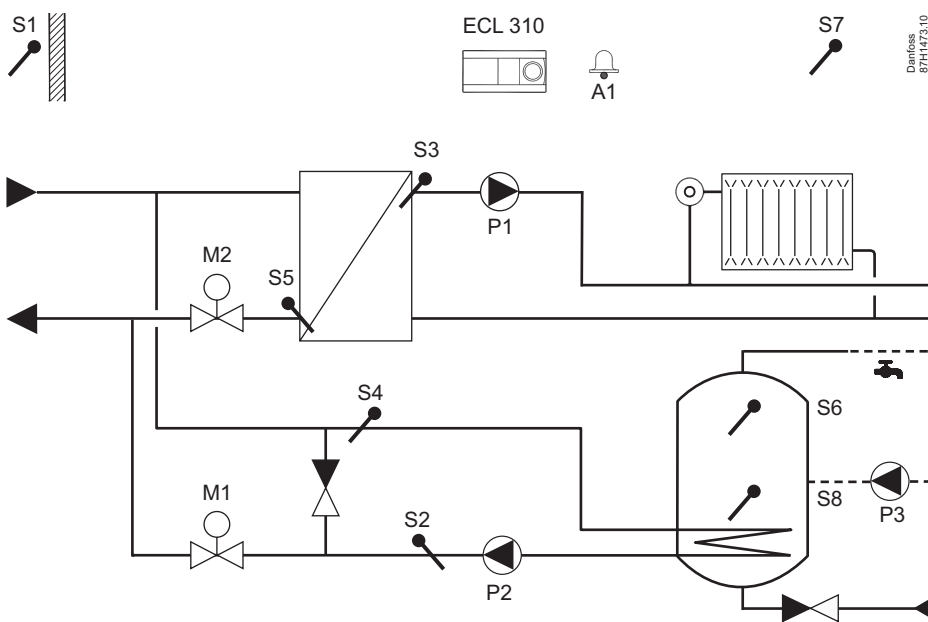 S1
ECL 310
S7
Danfoss
87H1473.10
A1
S3
P1
M2
S5
S4
S6
M1
S2
S8
P3
P2